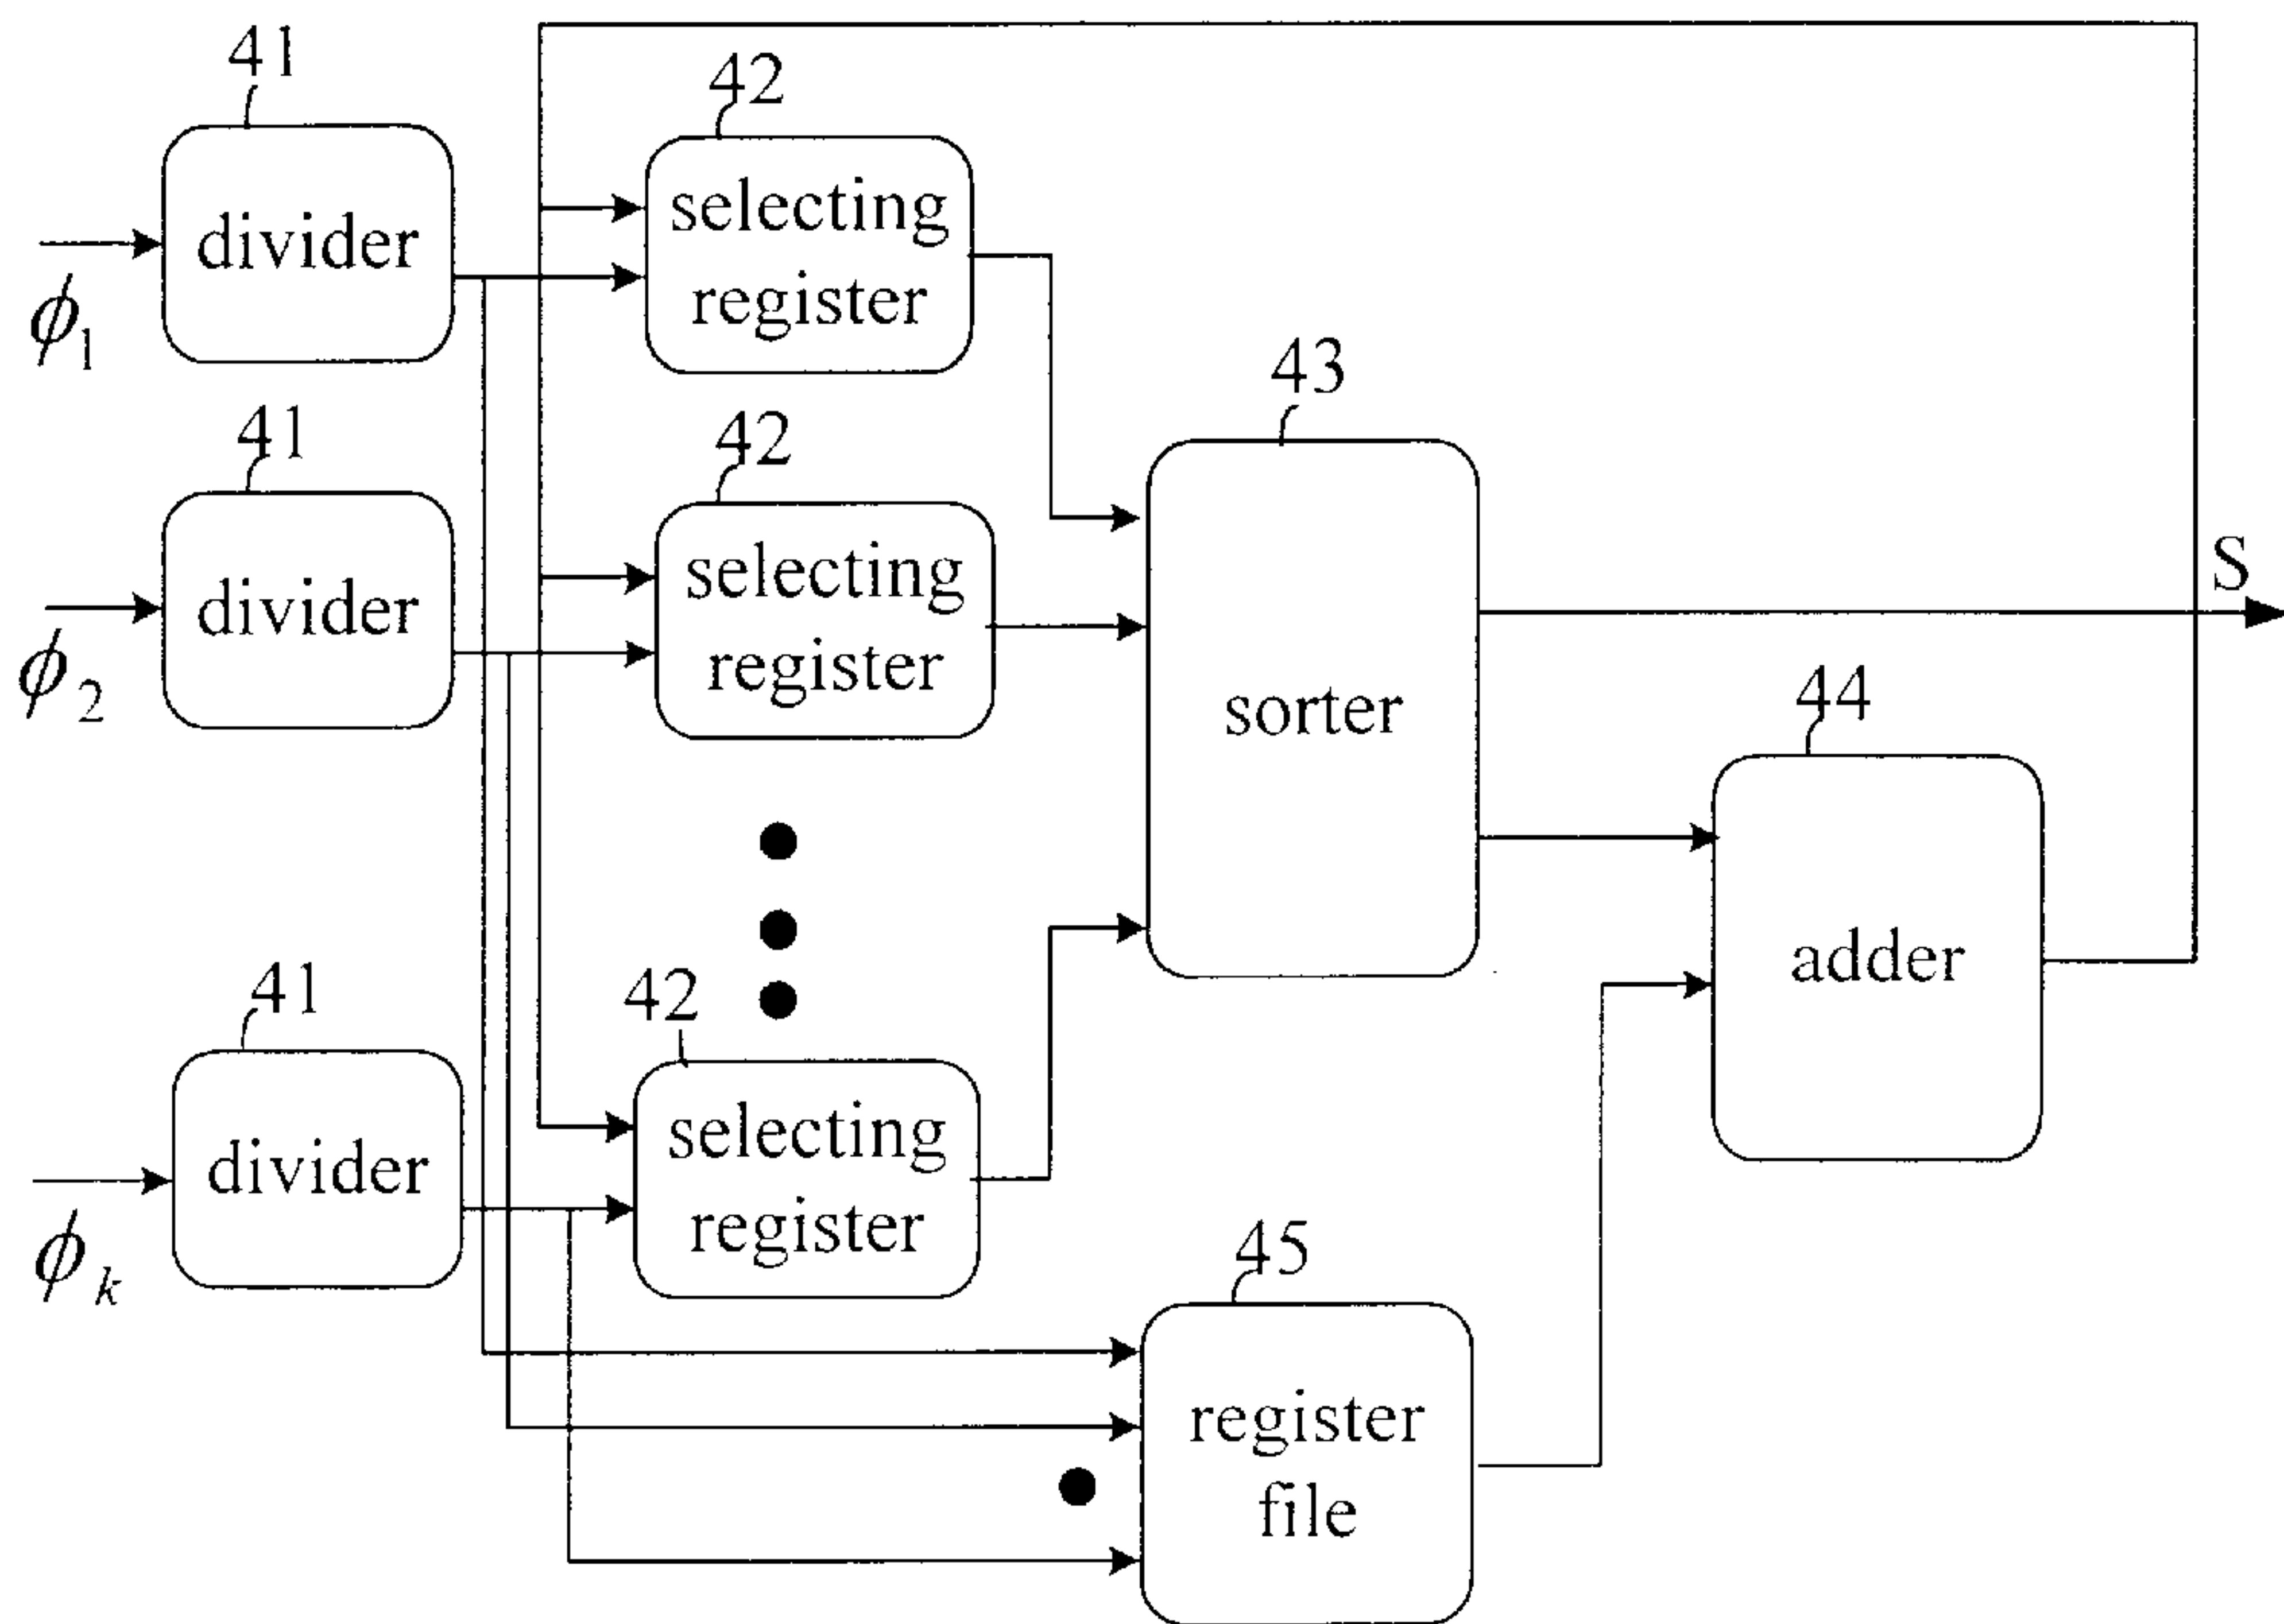 41
42
divider
selecting
register
ϕ₁
43
41
42
divider
selecting
register
ϕ₂
S
sorter
44
adder
41
42
divider
selecting
register
ϕₖ
45
register
file